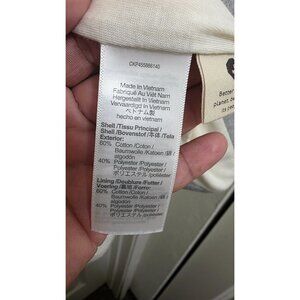 CKP455886140
Made in Vietnam
Fabriqué Au Viêt Nam
Hergestellt in Vietnam
Vervaardigd in Vietnam
ベトナム製
hecho en vietnam
Shell /Tissu Principal /
Shell /Bovenstof /本体 /Tela
Exterior:
60% Cotton /Coton /
Baumwolle /Katoen /綿 /
algodón
40% Polyester /Polyester /
Polyester /Polyester /
ポリエステル /poliéster
Lining /Doublure /Futter /
Voering /裏地 /Forro:
60% Cotton /Coton /
Baumwolle /Katoen /綿 /
algodón
40% Polyester /Polyester /
Polyester /Polyester /
ポリエステル /poliéster
Better
planet